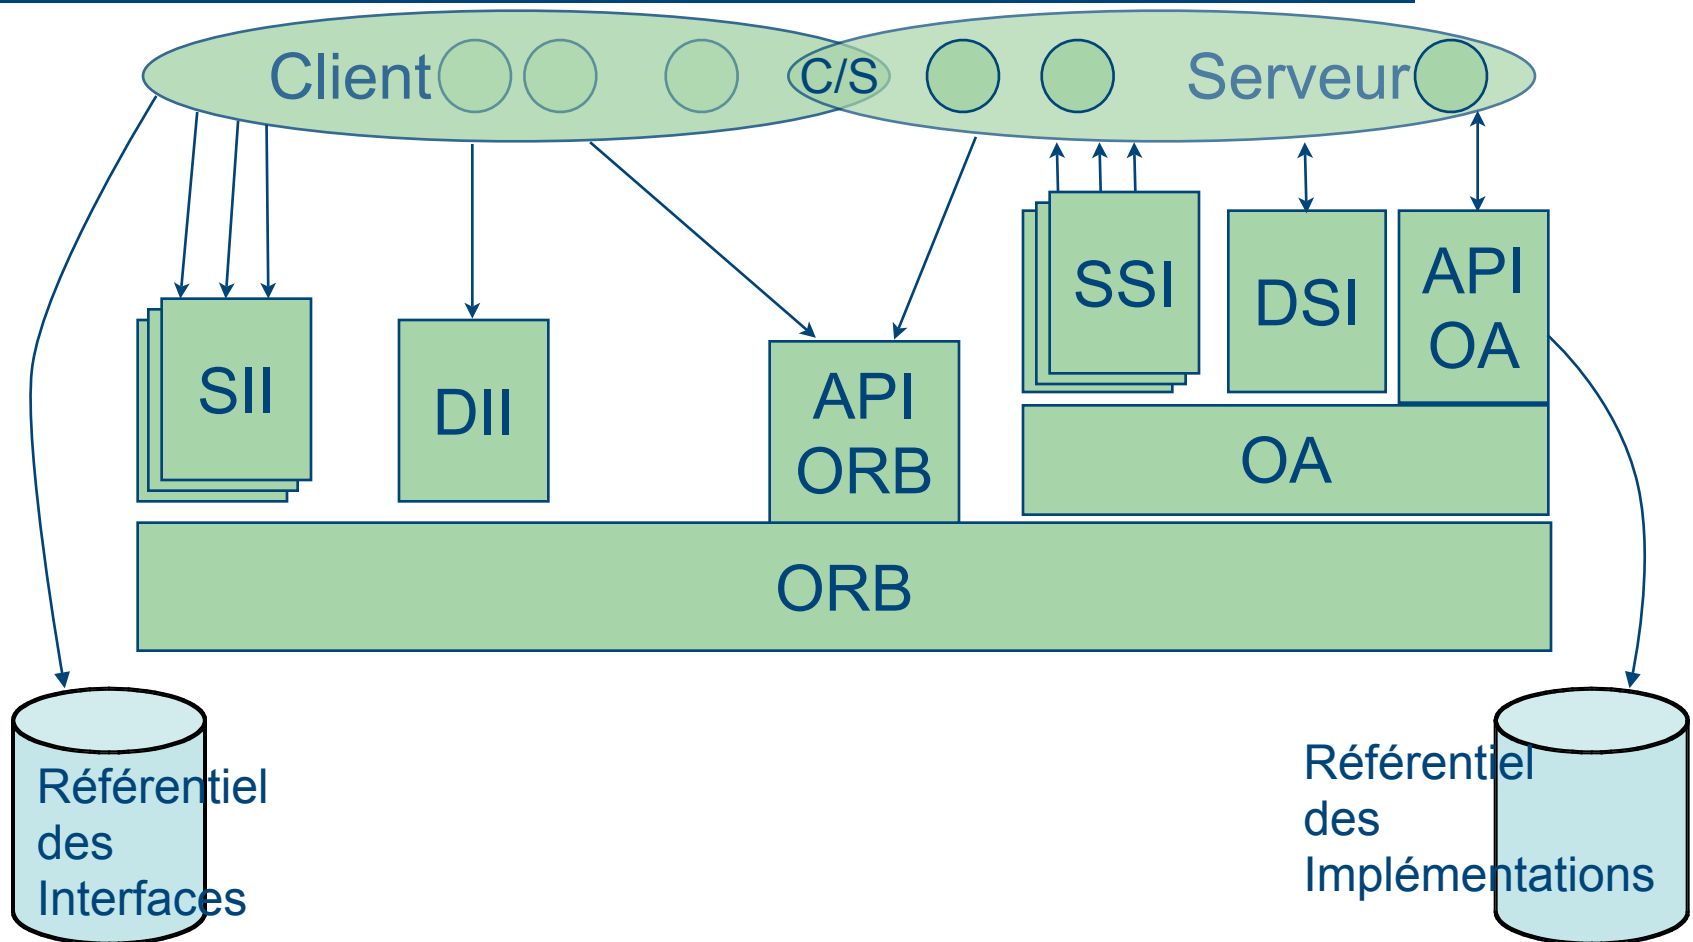 Client
C/S
Serveur
SII
DII
API
ORB
SSI
DSI
API
OA
OA
ORB
Référentiel
des
Interfaces
Référentiel
des
Implémentations